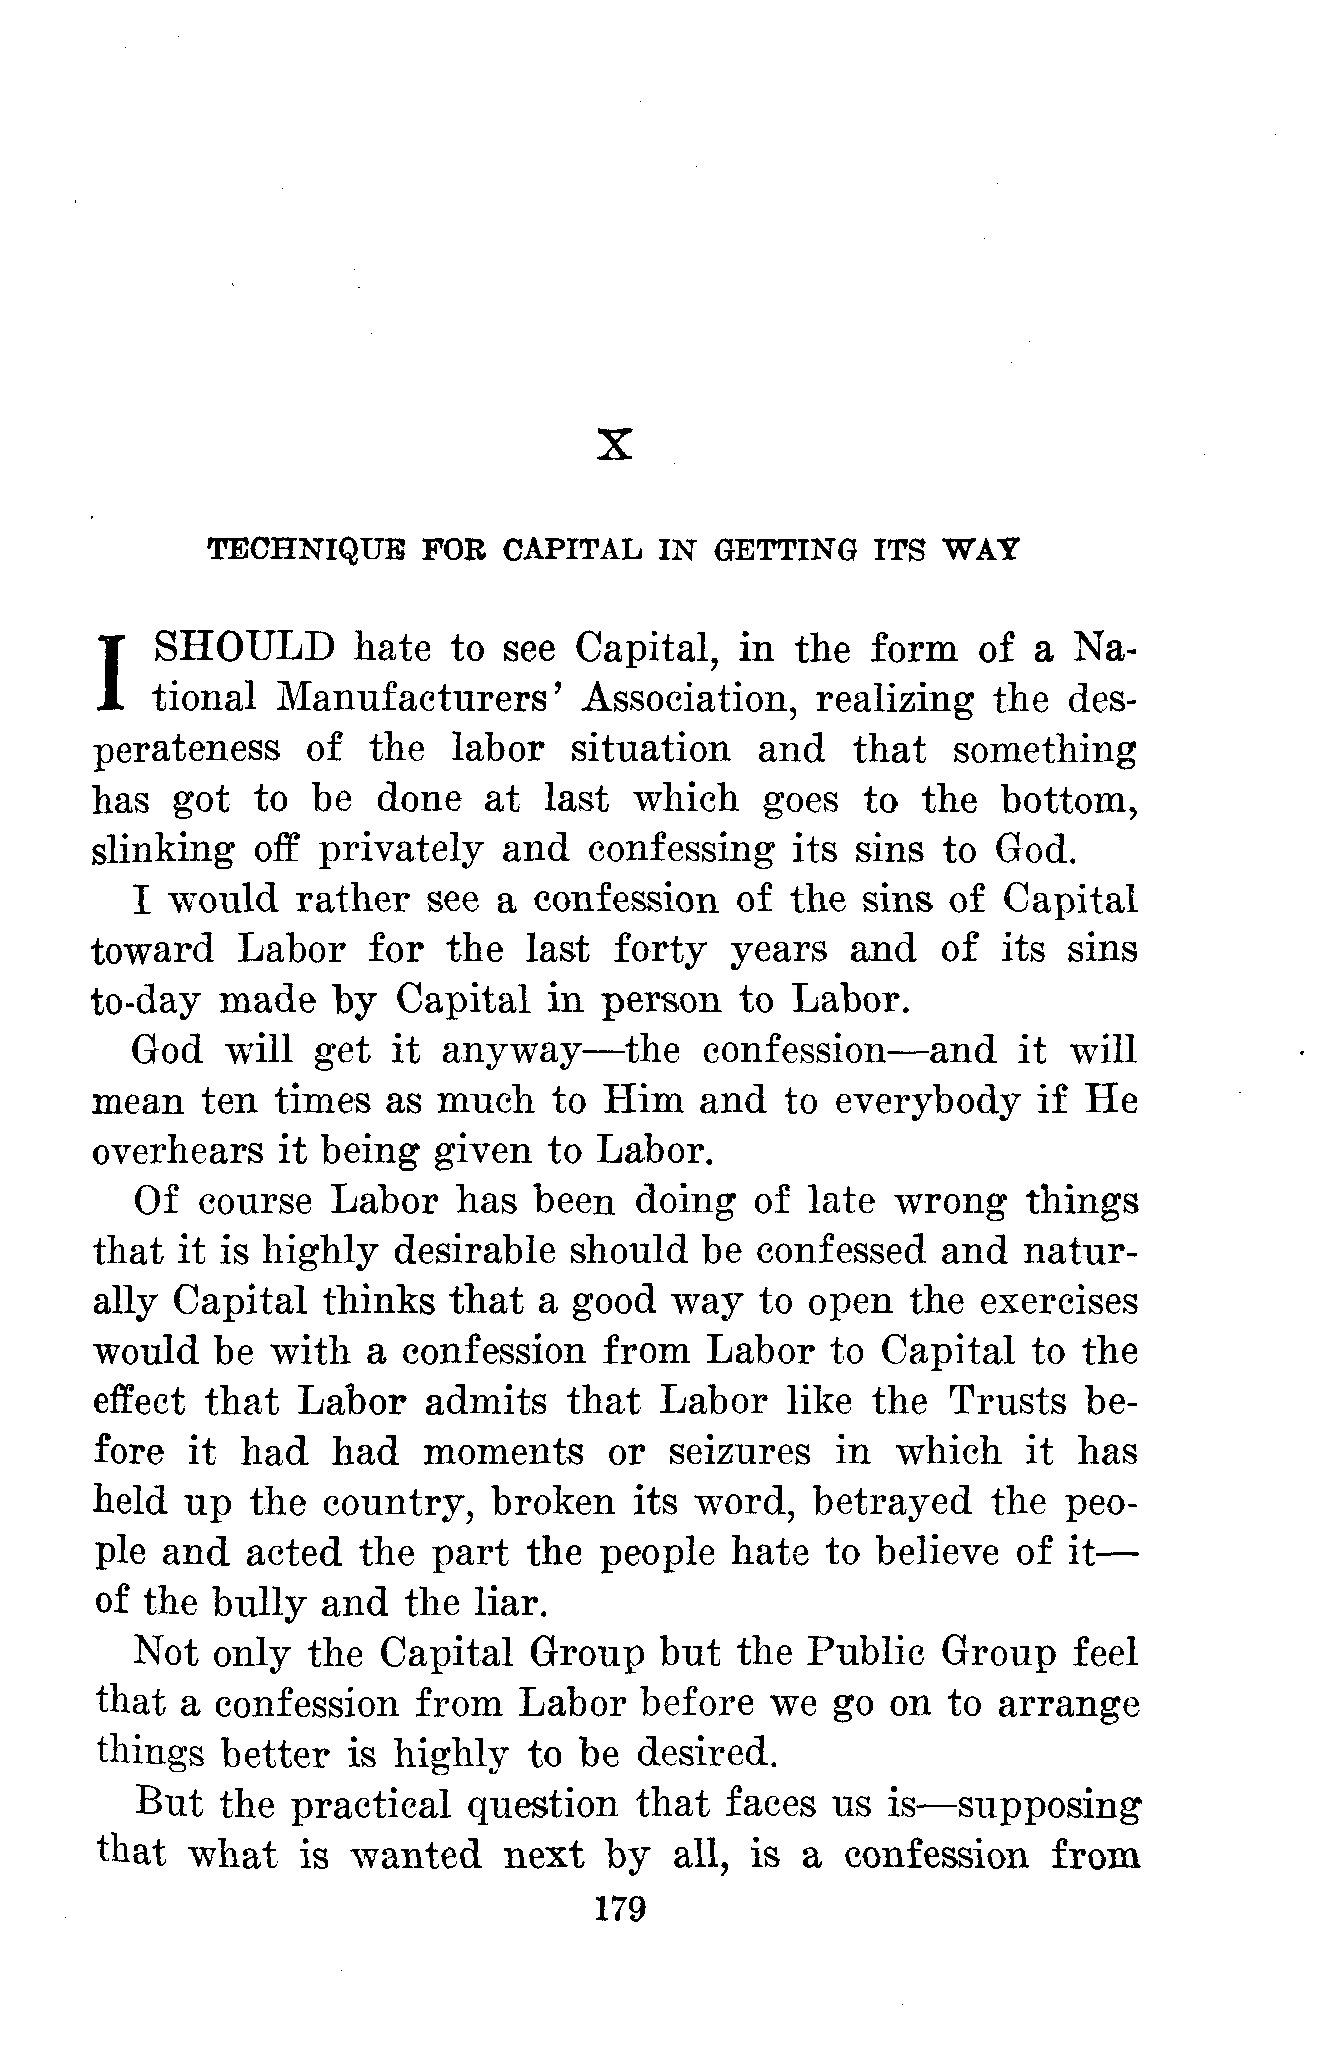 X
TECHNIQUE FOR CAPITAL IN GETTING ITS WAY
I SHOULD hate to see Capital, in the form of a Na-
tional Manufacturers' Association, realizing the des-
perateness of the labor situation and that something
has got to be done at last which goes to the bottom,
slinking off privately and confessing its sins to God.
I would rather see a confession of the sins of Capital
toward Labor for the last forty years and of its sins
to-day made by Capital in person to Labor.
God will get it anyway—the confession—and it will
mean ten times as much to Him and to everybody if He
overhears it being given to Labor.
Of course Labor has been doing of late wrong things
that it is highly desirable should be confessed and natur-
ally Capital thinks that a good way to open the exercises
would be with a confession from Labor to Capital to the
effect that Labor admits that Labor like the Trusts be-
fore it had had moments or seizures in which it has
held up the country, broken its word, betrayed the peo-
ple and acted the part the people hate to believe of it—
of the bully and the liar.
Not only the Capital Group but the Public Group feel
that a confession from Labor before we go on to arrange
things better is highly to be desired.
But the practical question that faces us is—supposing
that what is wanted next by all, is a confession from
179